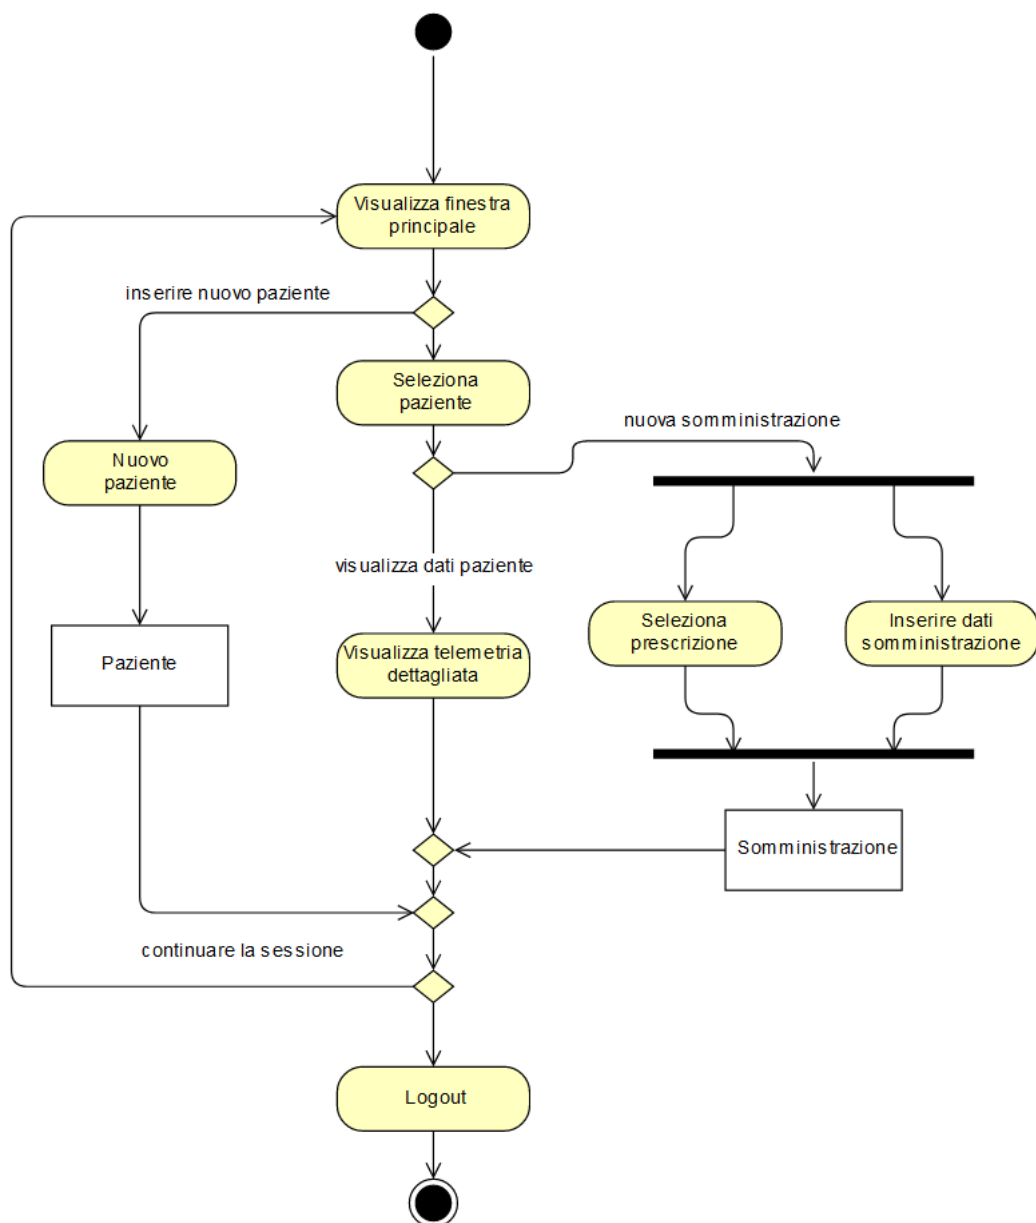 Visualizza finestra
principale
inserire nuovo paziente
Seleziona
paziente
nuova somministrazione
Nuovo
paziente
visualizza dati paziente
Seleziona
prescrizione
Inserire dati
somministrazione
Paziente
Visualizza telemetria
dettagliata
Somministrazione
continuare la sessione
Logout